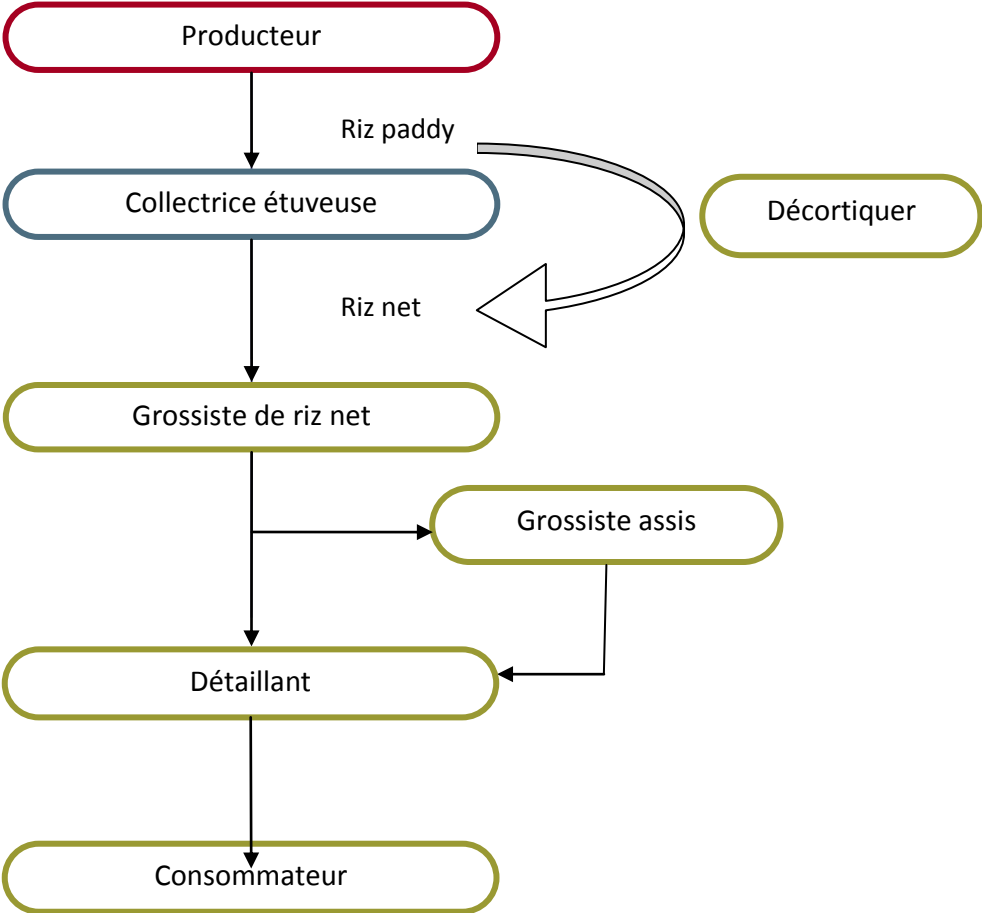 Producteur
Riz paddy
Collectrice étuveuse
Décortiquer
Riz net
Grossiste de riz net
Grossiste assis
Détaillant
Consommateur